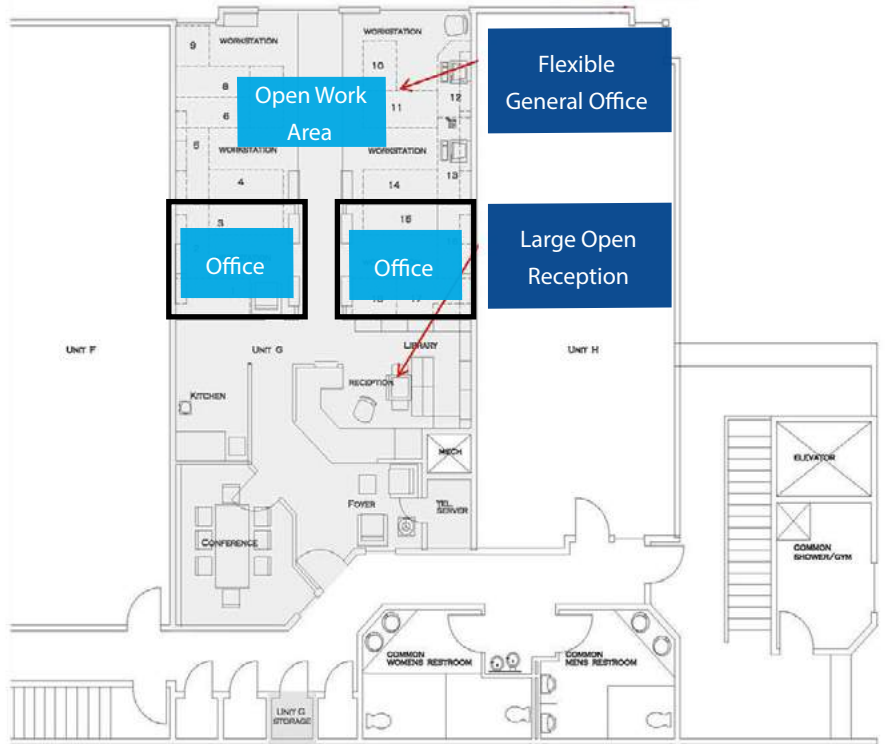 9
WORKSTATION
WORKSTATION
10
8
11
12
6
Open Work
Area
Flexible
General Office
5
WORKSTATION
WORKSTATION
4
14
13
3
15
Office
Office
Large Open
Reception
UNIT F
UNIT G
LIBRARY
UNIT H
RECEPTION
KITCHEN
MECH
ELEVATOR
FOYER
TEL.
SERVER
CONFERENCE
COMMON
SHOWER/GYM
COMMON
WOMENS RESTROOM
COMMON
MENS RESTROOM
UNIT G
STORAGE